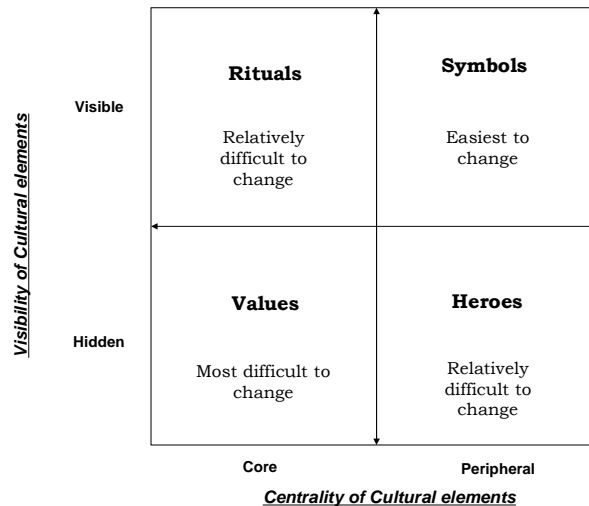 Rituals
Symbols
Visible
Relatively
difficult to
change
Easiest to
change
Visibility of Cultural elements
Values
Heroes
Hidden
Most difficult to
change
Relatively
difficult to
change
Core
Peripheral
Centrality of Cultural elements